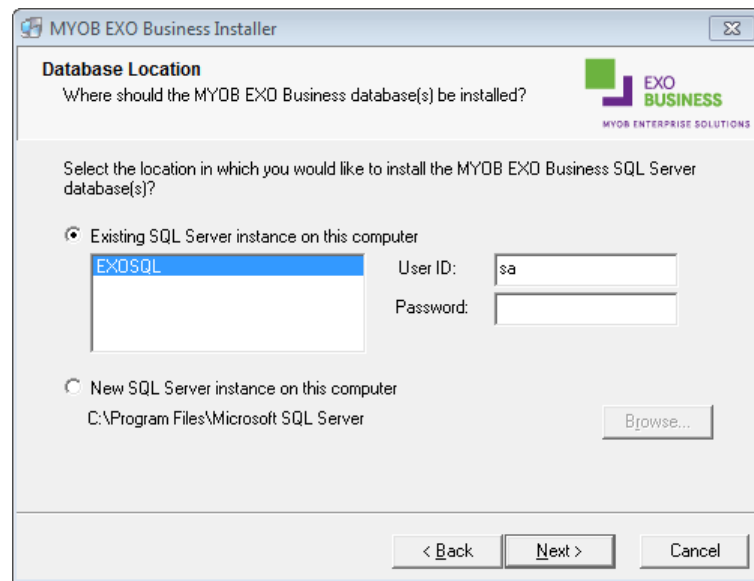 MYOB EXO Business Installer
Database Location
Where should the MYOB EXO Business database(s) be installed?
EXO
BUSINESS
MYOB ENTERPRISE SOLUTIONS
Select the location in which you would like to install the MYOB EXO Business SQL Server
database(s)?
Existing SQL Server instance on this computer
EXOSQL
User ID:
sa
Password:
New SQL Server instance on this computer
C:\Program Files\Microsoft SQL Server
Browse...
< Back
Next >
Cancel